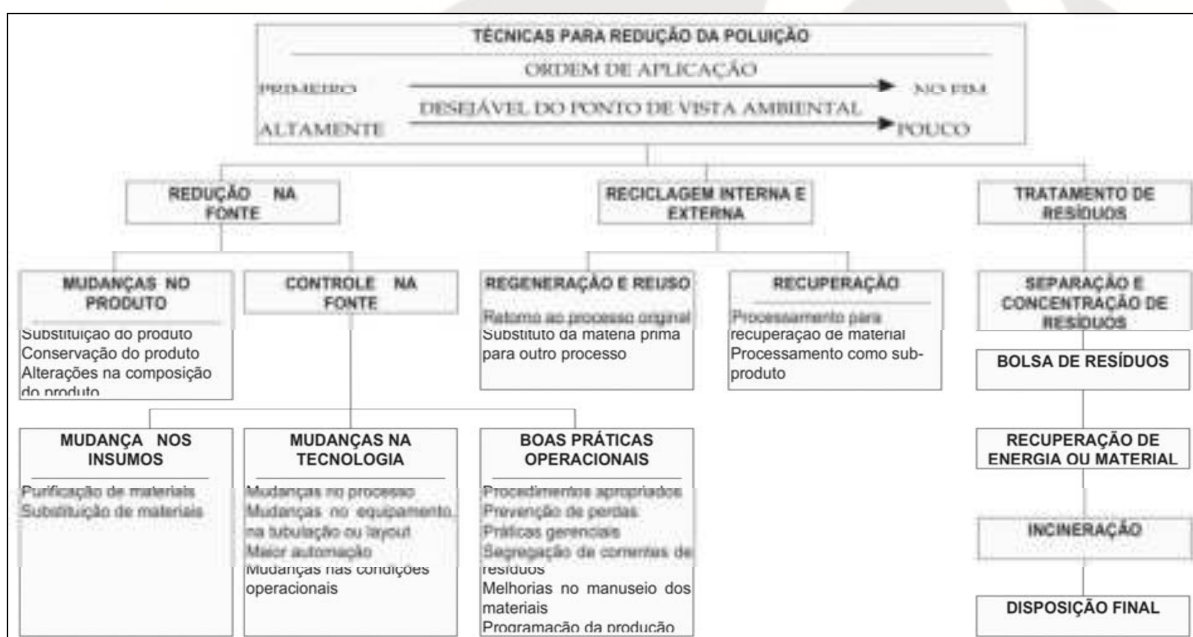 TÉCNICAS PARA REDUÇÃO DA POLUIÇÃO
ORDEM DE APLICAÇÃO
PRIMEIRO NO FIM
DESEJÁVEL DO PONTO DE VISTA AMBIENTAL
ALTAMENTE POUCO
REDUÇÃO NA
FONTE
RECICLAGEM INTERNA E
EXTERNA
TRATAMENTO DE
RESÍDUOS
MUDANÇAS NO
PRODUTO
Substituição do produto
Conservação do produto
Alterações na composição
do produto
CONTROLE NA
FONTE
REGENERAÇÃO E REUSO
Retorno ao processo original
Substituto da matéria prima
para outro processo
RECUPERAÇÃO
Processamento para
recuperação de material
Processamento como sub-
produto
SEPARAÇÃO E
CONCENTRAÇÃO DE
RESÍDUOS
BOLSA DE RESÍDUOS
MUDANÇA NOS
INSUMOS
Purificação de materiais
Substituição de materiais
MUDANÇAS NA
TECNOLOGIA
Mudanças no processo
Mudanças no equipamento,
na tubulação ou layout
Maior automação
Mudanças nas condições
operacionais
BOAS PRÁTICAS
OPERACIONAIS
Procedimentos apropriados
Prevenção de perdas
Práticas gerenciais
Segregação de correntes de
resíduos
Melhorias no manuseio dos
materiais
Programação da produção
RECUPERAÇÃO DE
ENERGIA OU MATERIAL
INCINERAÇÃO
DISPOSIÇÃO FINAL